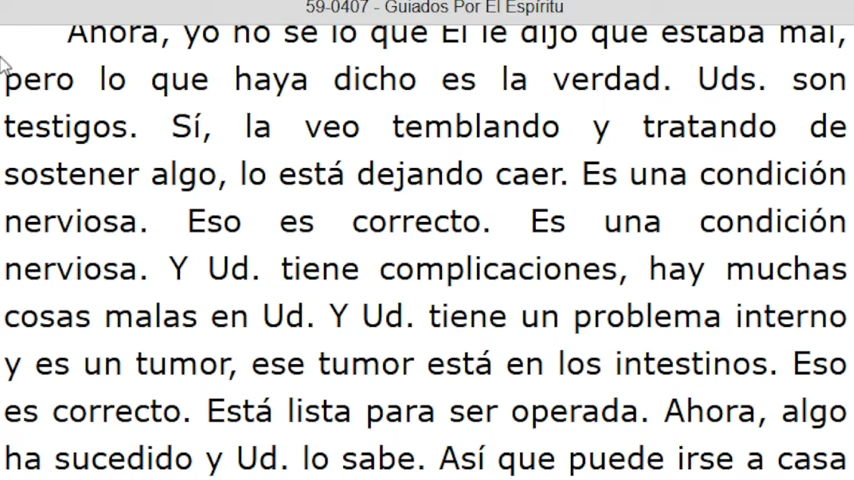 59-0407 - Guiados Por El Espíritu
Ahora, yo no sé lo que Él le dijo que estaba mal,
pero lo que haya dicho es la verdad. Uds. son
testigos. Sí, la veo temblando y tratando de
sostener algo, lo está dejando caer. Es una condición
nerviosa. Eso es correcto. Es una condición
nerviosa. Y Ud. tiene complicaciones, hay muchas
cosas malas en Ud. Y Ud. tiene un problema interno
y es un tumor, ese tumor está en los intestinos. Eso
es correcto. Está lista para ser operada. Ahora, algo
ha sucedido y Ud. lo sabe. Así que puede irse a casa